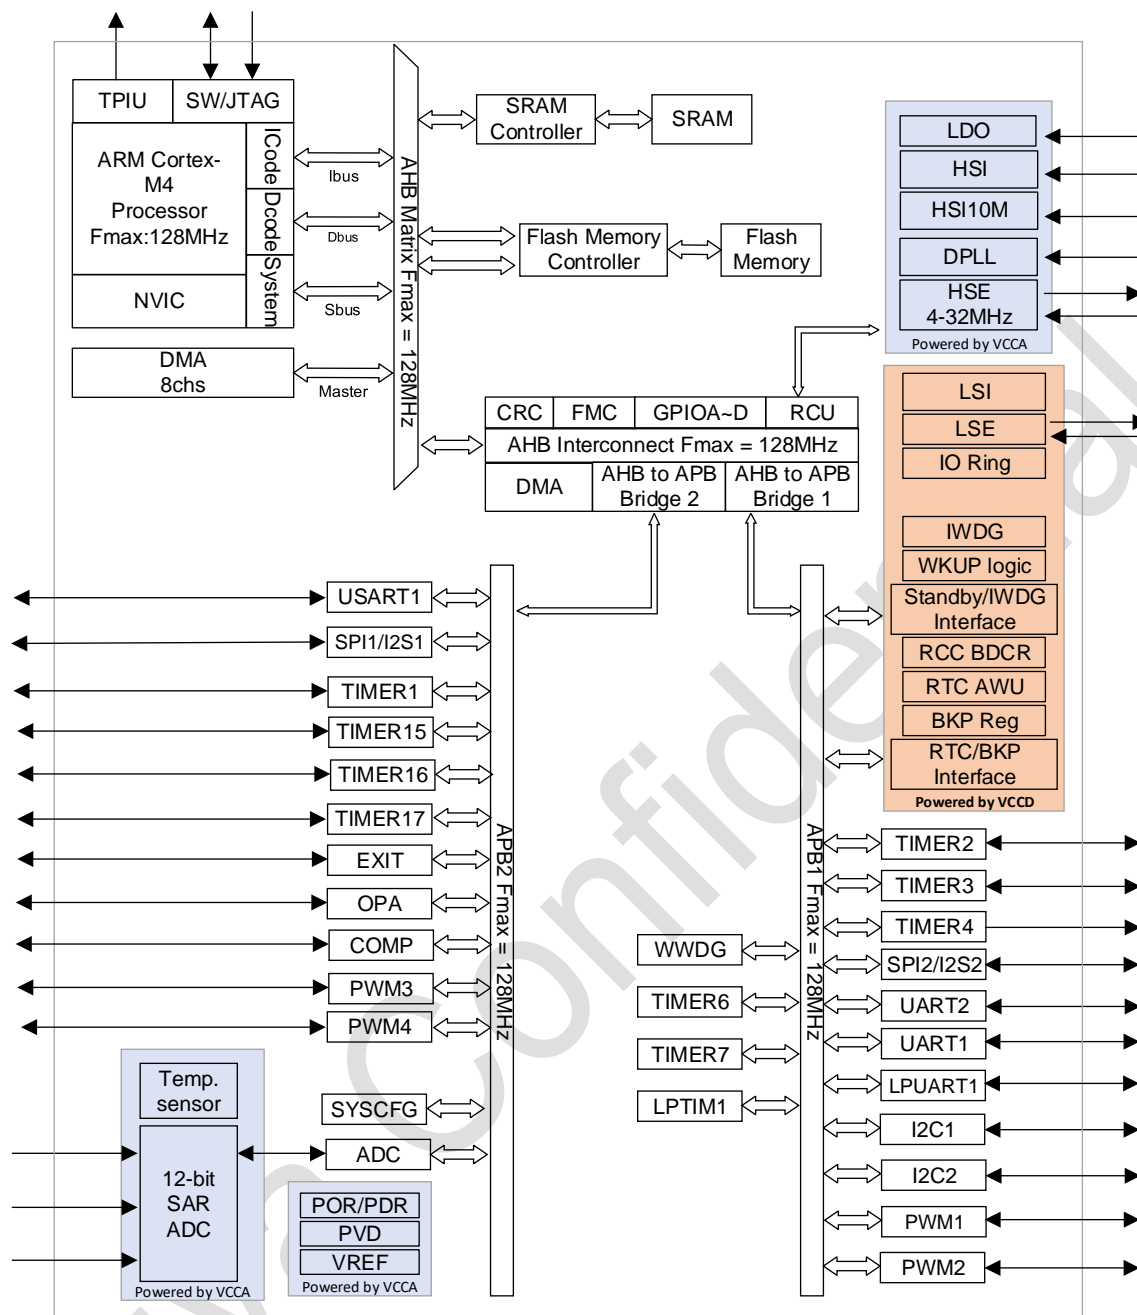 TPIU
SW/JTAG
ARM Cortex-
M4
Processor
Fmax:128MHz
NVIC
ICode
Dcode
System
Ibus
Dbus
Sbus
DMA
8chs
Master
AHB Matrix Fmax = 128MHz
SRAM
Controller
SRAM
Flash Memory
Controller
Flash
Memory
LDO
HSI
HSI10M
DPLL
HSE
4-32MHz
Powered by VCCA
CRC
FMC
GPIOA~D
RCU
AHB Interconnect Fmax = 128MHz
DMA
AHB to APB
Bridge 2
AHB to APB
Bridge 1
LSI
LSE
IO Ring
IWDG
WKUP logic
Standby/IWDG
Interface
RCC BDCR
RTC AWU
BKP Reg
RTC/BKP
Interface
Powered by VCCD
USART1
SPI1/I2S1
TIMER1
TIMER15
TIMER16
TIMER17
EXIT
OPA
COMP
PWM3
PWM4
SYSCFG
ADC
APB2 Fmax = 128MHz
Temp.
sensor
12-bit
SAR
ADC
Powered by VCCA
POR/PDR
PVD
VREF
Powered by VCCA
WWDG
TIMER6
TIMER7
LPTIM1
APB1 Fmax = 128MHz
TIMER2
TIMER3
TIMER4
SPI2/I2S2
UART2
UART1
LPUART1
I2C1
I2C2
PWM1
PWM2